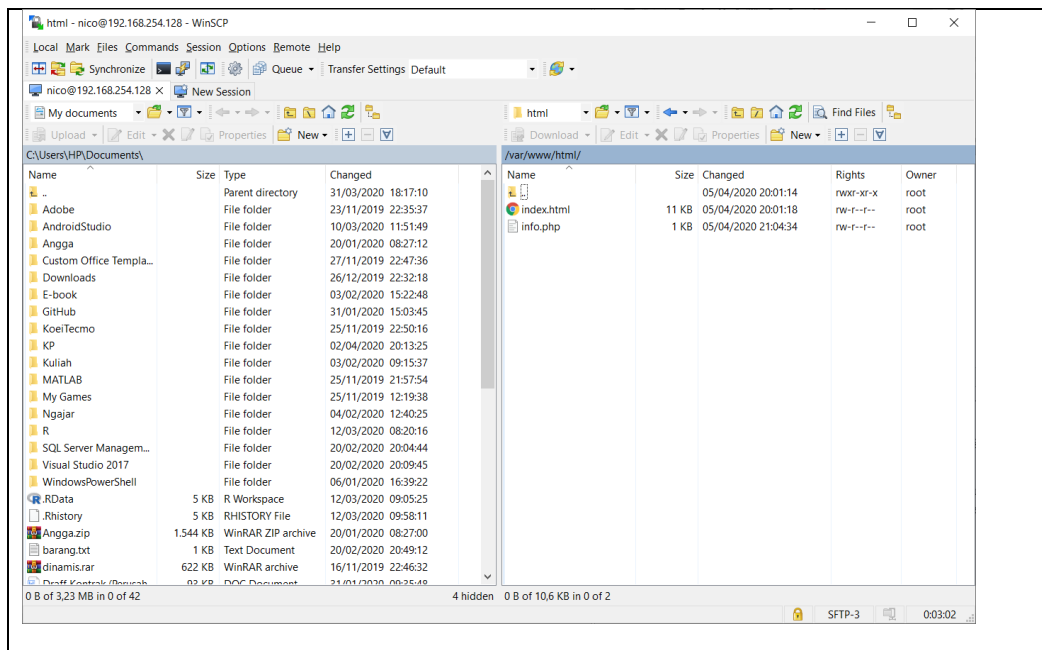 html - nico@192.168.254.128 - WinSCP
Local Mark Files Commands Session Options Remote Help
Synchronize Queue Transfer Settings Default
nico@192.168.254.128 New Session
My documents
Upload Edit Properties New
C:\Users\HP\Documents\
Name Size Type Changed
.. Parent directory 31/03/2020 18:17:10
Adobe File folder 23/11/2019 22:35:37
AndroidStudio File folder 10/03/2020 11:51:49
Angga File folder 20/01/2020 08:27:12
Custom Office Templa... File folder 27/11/2019 22:47:36
Downloads File folder 26/12/2019 22:32:18
E-book File folder 03/02/2020 15:22:48
GitHub File folder 31/01/2020 15:03:45
KoeiTecmo File folder 25/11/2019 22:50:16
KP File folder 02/04/2020 20:13:25
Kuliah File folder 03/02/2020 09:15:37
MATLAB File folder 25/11/2019 21:57:54
My Games File folder 25/11/2019 12:19:38
Ngajar File folder 04/02/2020 12:40:25
R File folder 12/03/2020 08:20:16
SQL Server Managem... File folder 20/02/2020 20:04:44
Visual Studio 2017 File folder 20/02/2020 20:09:45
WindowsPowerShell File folder 06/01/2020 16:39:22
.RData 5 KB R Workspace 12/03/2020 09:05:25
.Rhistory 5 KB RHISTORY File 12/03/2020 09:58:11
Angga.zip 1.544 KB WinRAR ZIP archive 20/01/2020 08:27:00
barang.txt 1 KB Text Document 20/02/2020 20:49:12
dinamis.rar 622 KB WinRAR archive 16/11/2019 22:46:32
Draff Kontrak (Perusah 93 KB DOC Document 31/01/2020 09:35:48
0 B of 3,23 MB in 0 of 42 4 hidden
html Find Files
Download Edit Properties New
/var/www/html/
Name Size Changed Rights Owner
.. 05/04/2020 20:01:14 rwxr-xr-x root
index.html 11 KB 05/04/2020 20:01:18 rw-r--r-- root
info.php 1 KB 05/04/2020 21:04:34 rw-r--r-- root
0 B of 10,6 KB in 0 of 2
SFTP-3 0:03:02